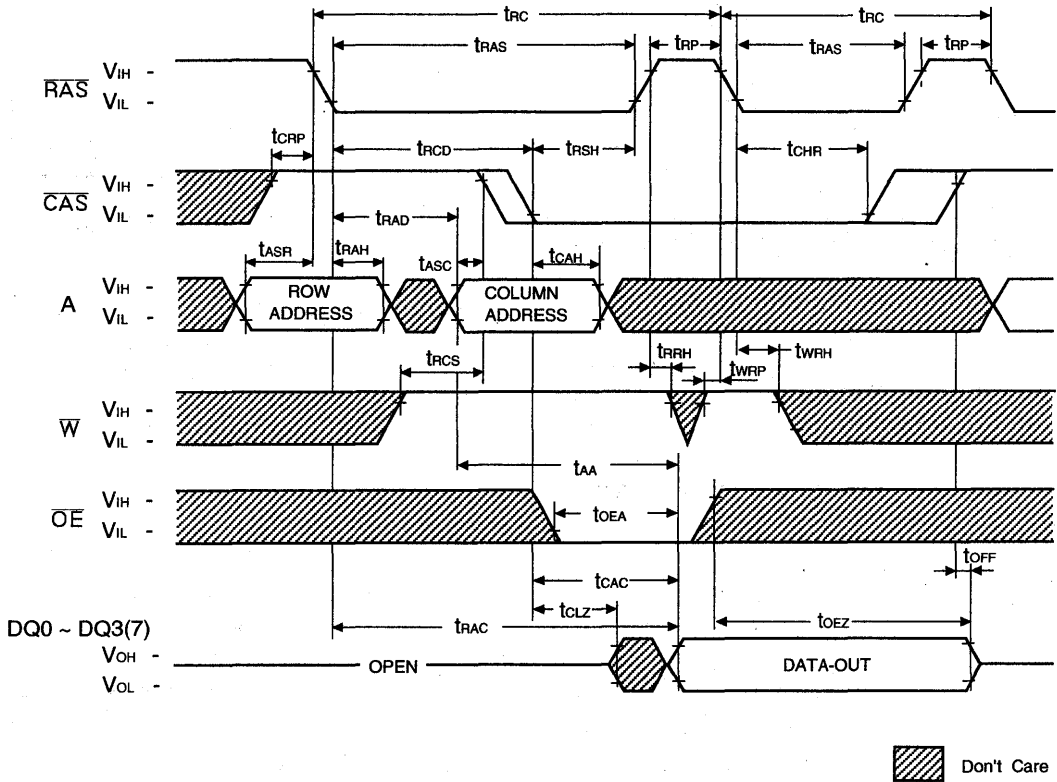 tRC tRC
tRAS tRP tRAS tRP
RAS VIH -
VIL -
tCRP tRCD tRSH tCHR
CAS VIH -
VIL -
tRAD
tASR tRAH tASC tCAH
A VIH -
VIL -
ROW ADDRESS
COLUMN ADDRESS
tRCS tRRH tWRP tWRH
W VIH -
VIL -
tAA
OE VIH -
VIL -
tOEA
tOFF
tCAC
tCLZ
tRAC tOEZ
DQ0 ~ DQ3(7)
VOH -
VOL -
OPEN DATA-OUT
Don't Care